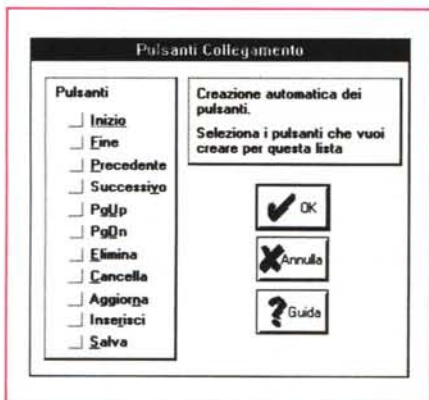 Pulsanti Collegamento
Pulsanti
Inizio
Fine
Precedente
Successivo
PgUp
PgDn
Elimina
Cancella
Aggiorna
Inserisci
Salva
Creazione automatica dei
pulsanti.
Seleziona i pulsanti che vuoi
creare per questa lista
OK
Annulla
Guida